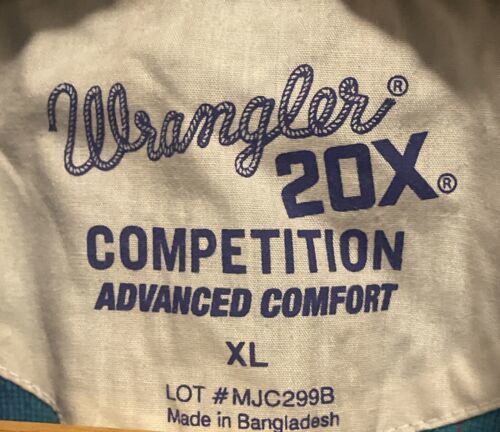 Wrangler®
20X®
COMPETITION
ADVANCED COMFORT
XL
LOT #MJC299B
Made in Bangladesh